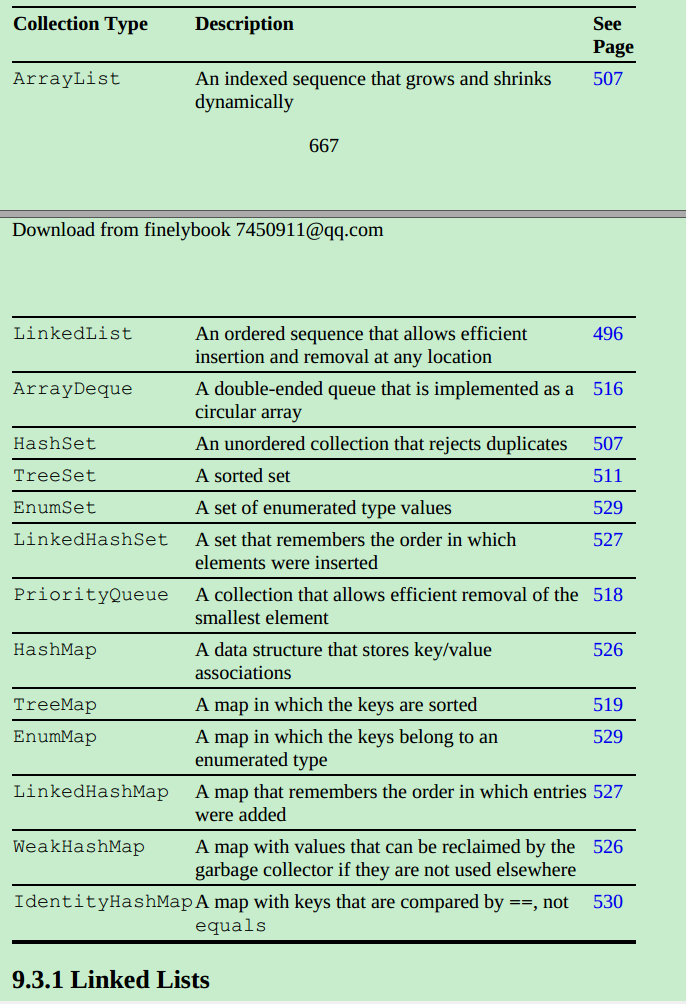 Collection Type Description See
Page
ArrayList An indexed sequence that grows and shrinks 507
dynamically
667
Download from finelybook 7450911@qq.com
LinkedList An ordered sequence that allows efficient 496
insertion and removal at any location
ArrayDeque A double-ended queue that is implemented as a 516
circular array
HashSet An unordered collection that rejects duplicates 507
TreeSet A sorted set 511
EnumSet A set of enumerated type values 529
LinkedHashSet A set that remembers the order in which 527
elements were inserted
PriorityQueue A collection that allows efficient removal of the 518
smallest element
HashMap A data structure that stores key/value 526
associations
TreeMap A map in which the keys are sorted 519
EnumMap A map in which the keys belong to an 529
enumerated type
LinkedHashMap A map that remembers the order in which entries 527
were added
WeakHashMap A map with values that can be reclaimed by the 526
garbage collector if they are not used elsewhere
IdentityHashMap A map with keys that are compared by ==, not 530
equals
9.3.1 Linked Lists